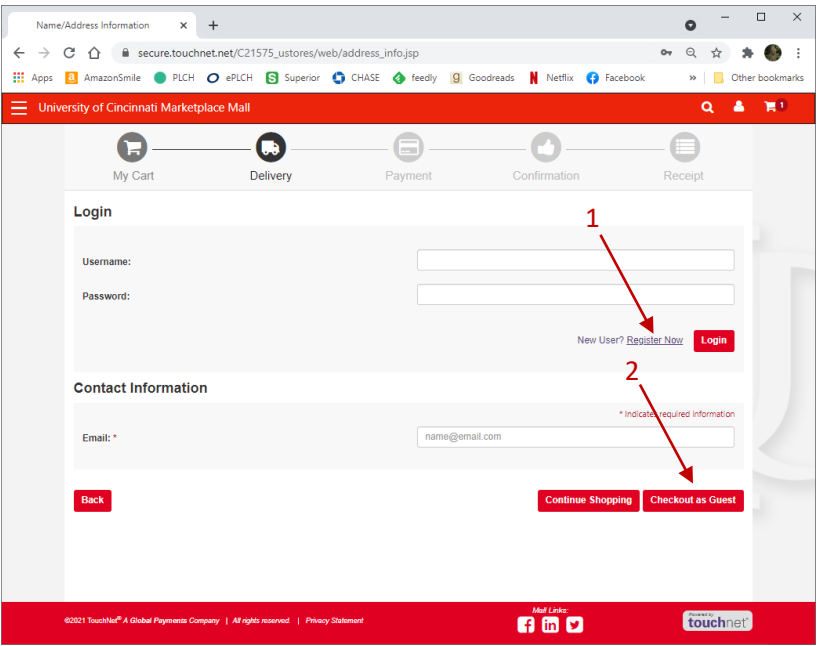 Name/Address Information
secure.touchnet.net/C21575_ustores/web/address_info.jsp
Apps AmazonSmile PLCH ePLCH Superior CHASE feedly Goodreads Netflix Facebook » Other bookmarks
University of Cincinnati Marketplace Mall 1
My Cart Delivery Payment Confirmation Receipt
Login
1
Username:
Password:
New User? Register Now Login
2
Contact Information
* Indicates required Information
Email: * name@email.com
Back Continue Shopping Checkout as Guest
Mall Links:
©2021 TouchNet® A Global Payments Company | All rights reserved. | Privacy Statement
Powered by
touchnet®